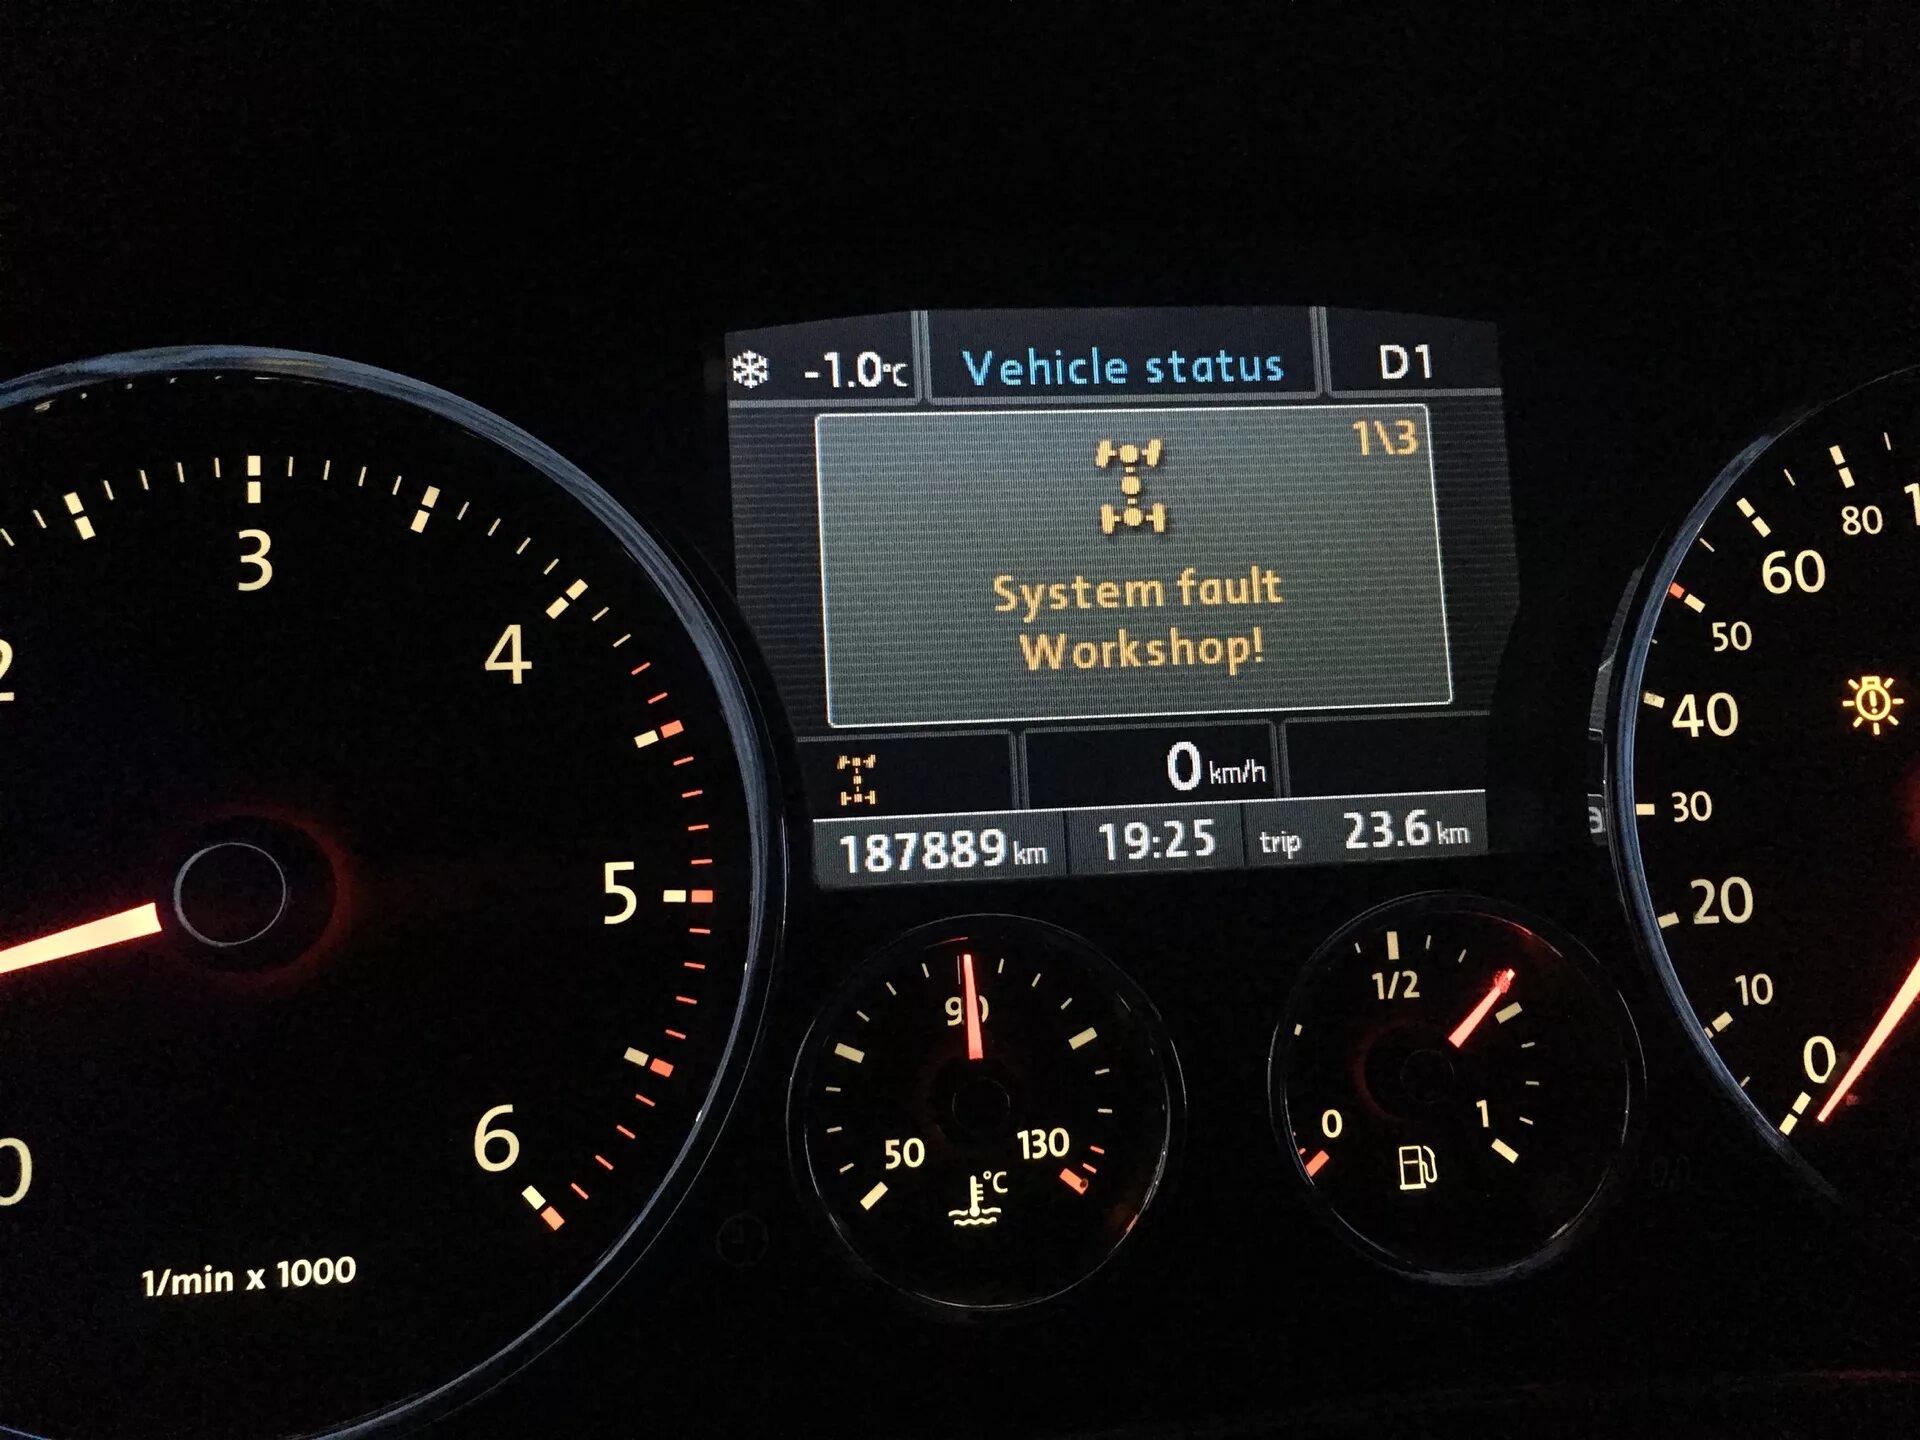 -1.0°C
Vehicle status
D1
1\3
System fault
Workshop!
0 km/h
187889 km
19:25
trip 23.6 km
0
2
3
4
5
6
1/min x 1000
50
90
130
°C
0
1/2
1
0
10
20
30
40
50
60
80